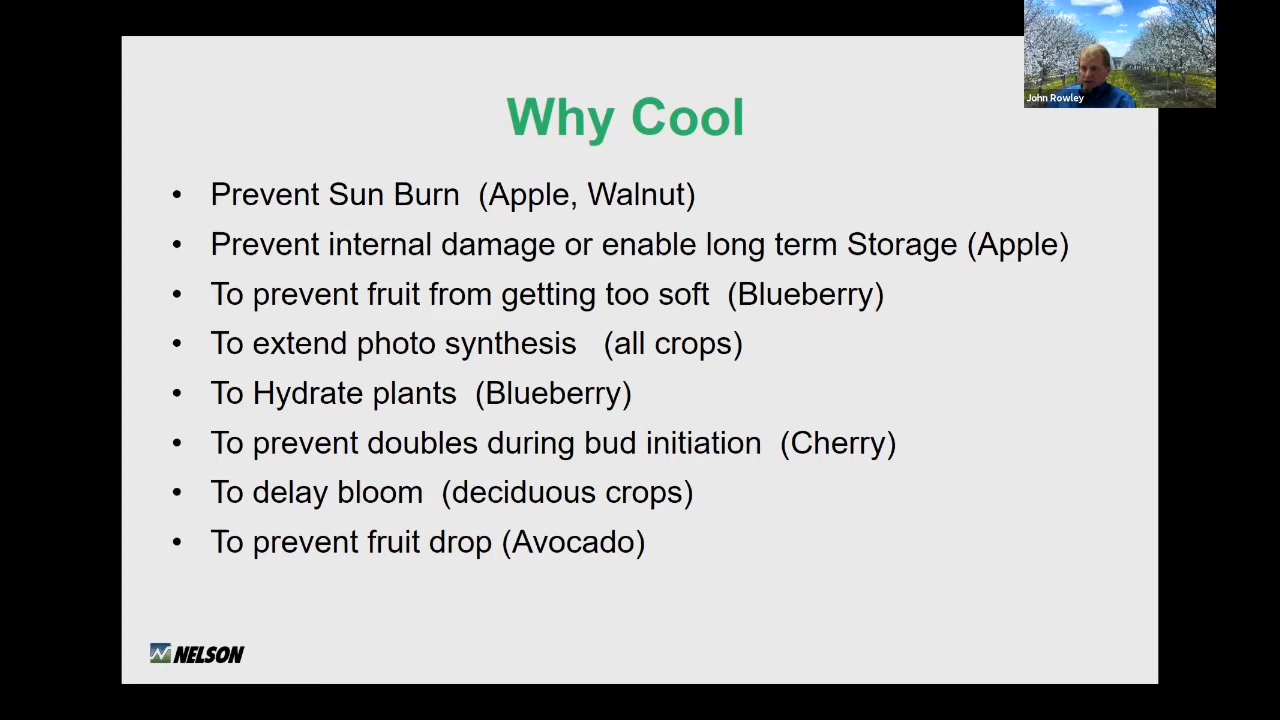 John Rowley
Why Cool
• Prevent Sun Burn (Apple, Walnut)
• Prevent internal damage or enable long term Storage (Apple)
• To prevent fruit from getting too soft (Blueberry)
• To extend photo synthesis (all crops)
• To Hydrate plants (Blueberry)
• To prevent doubles during bud initiation (Cherry)
• To delay bloom (deciduous crops)
• To prevent fruit drop (Avocado)
NELSON